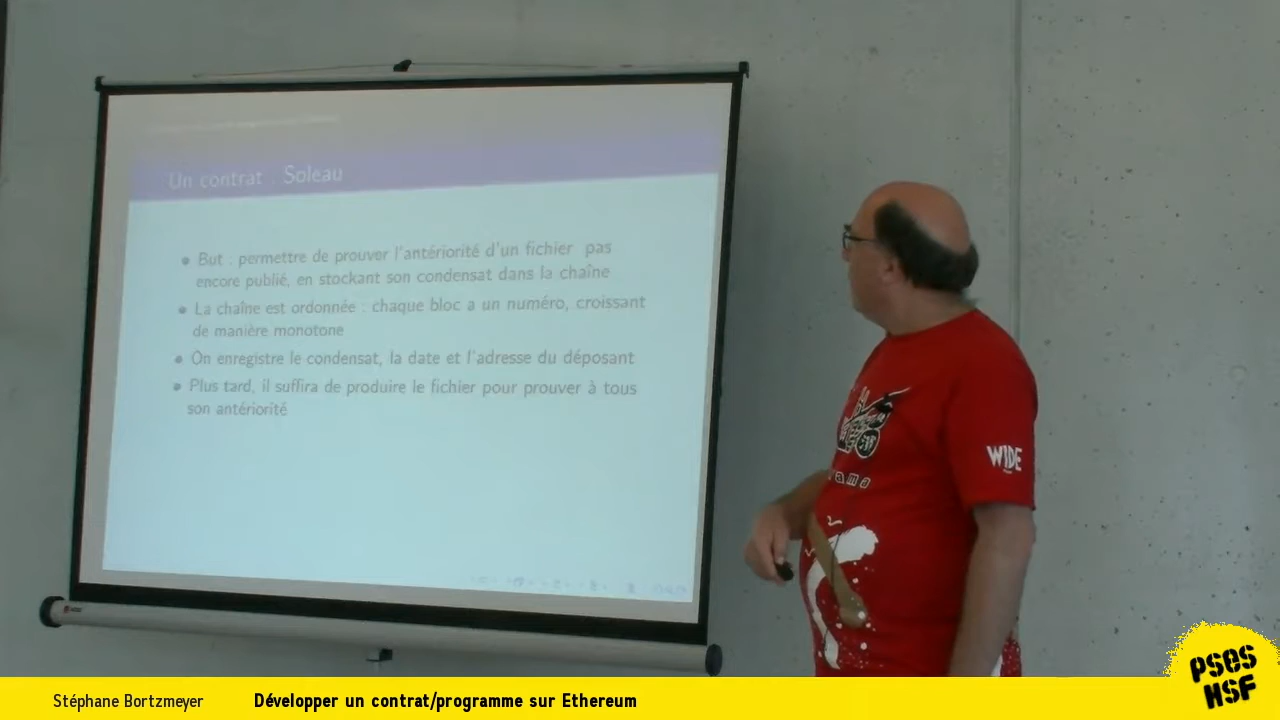 Un contrat : Soleau
But : permettre de prouver l'antériorité d'un fichier pas
encore publié, en stockant son condensat dans la chaîne
La chaîne est ordonnée : chaque bloc a un numéro, croissant
de manière monotone
On enregistre le condensat, la date et l'adresse du déposant
Plus tard, il suffira de produire le fichier pour prouver à tous
son antériorité
WIDE
PSES
HSF
Stéphane Bortzmeyer
Développer un contrat/programme sur Ethereum